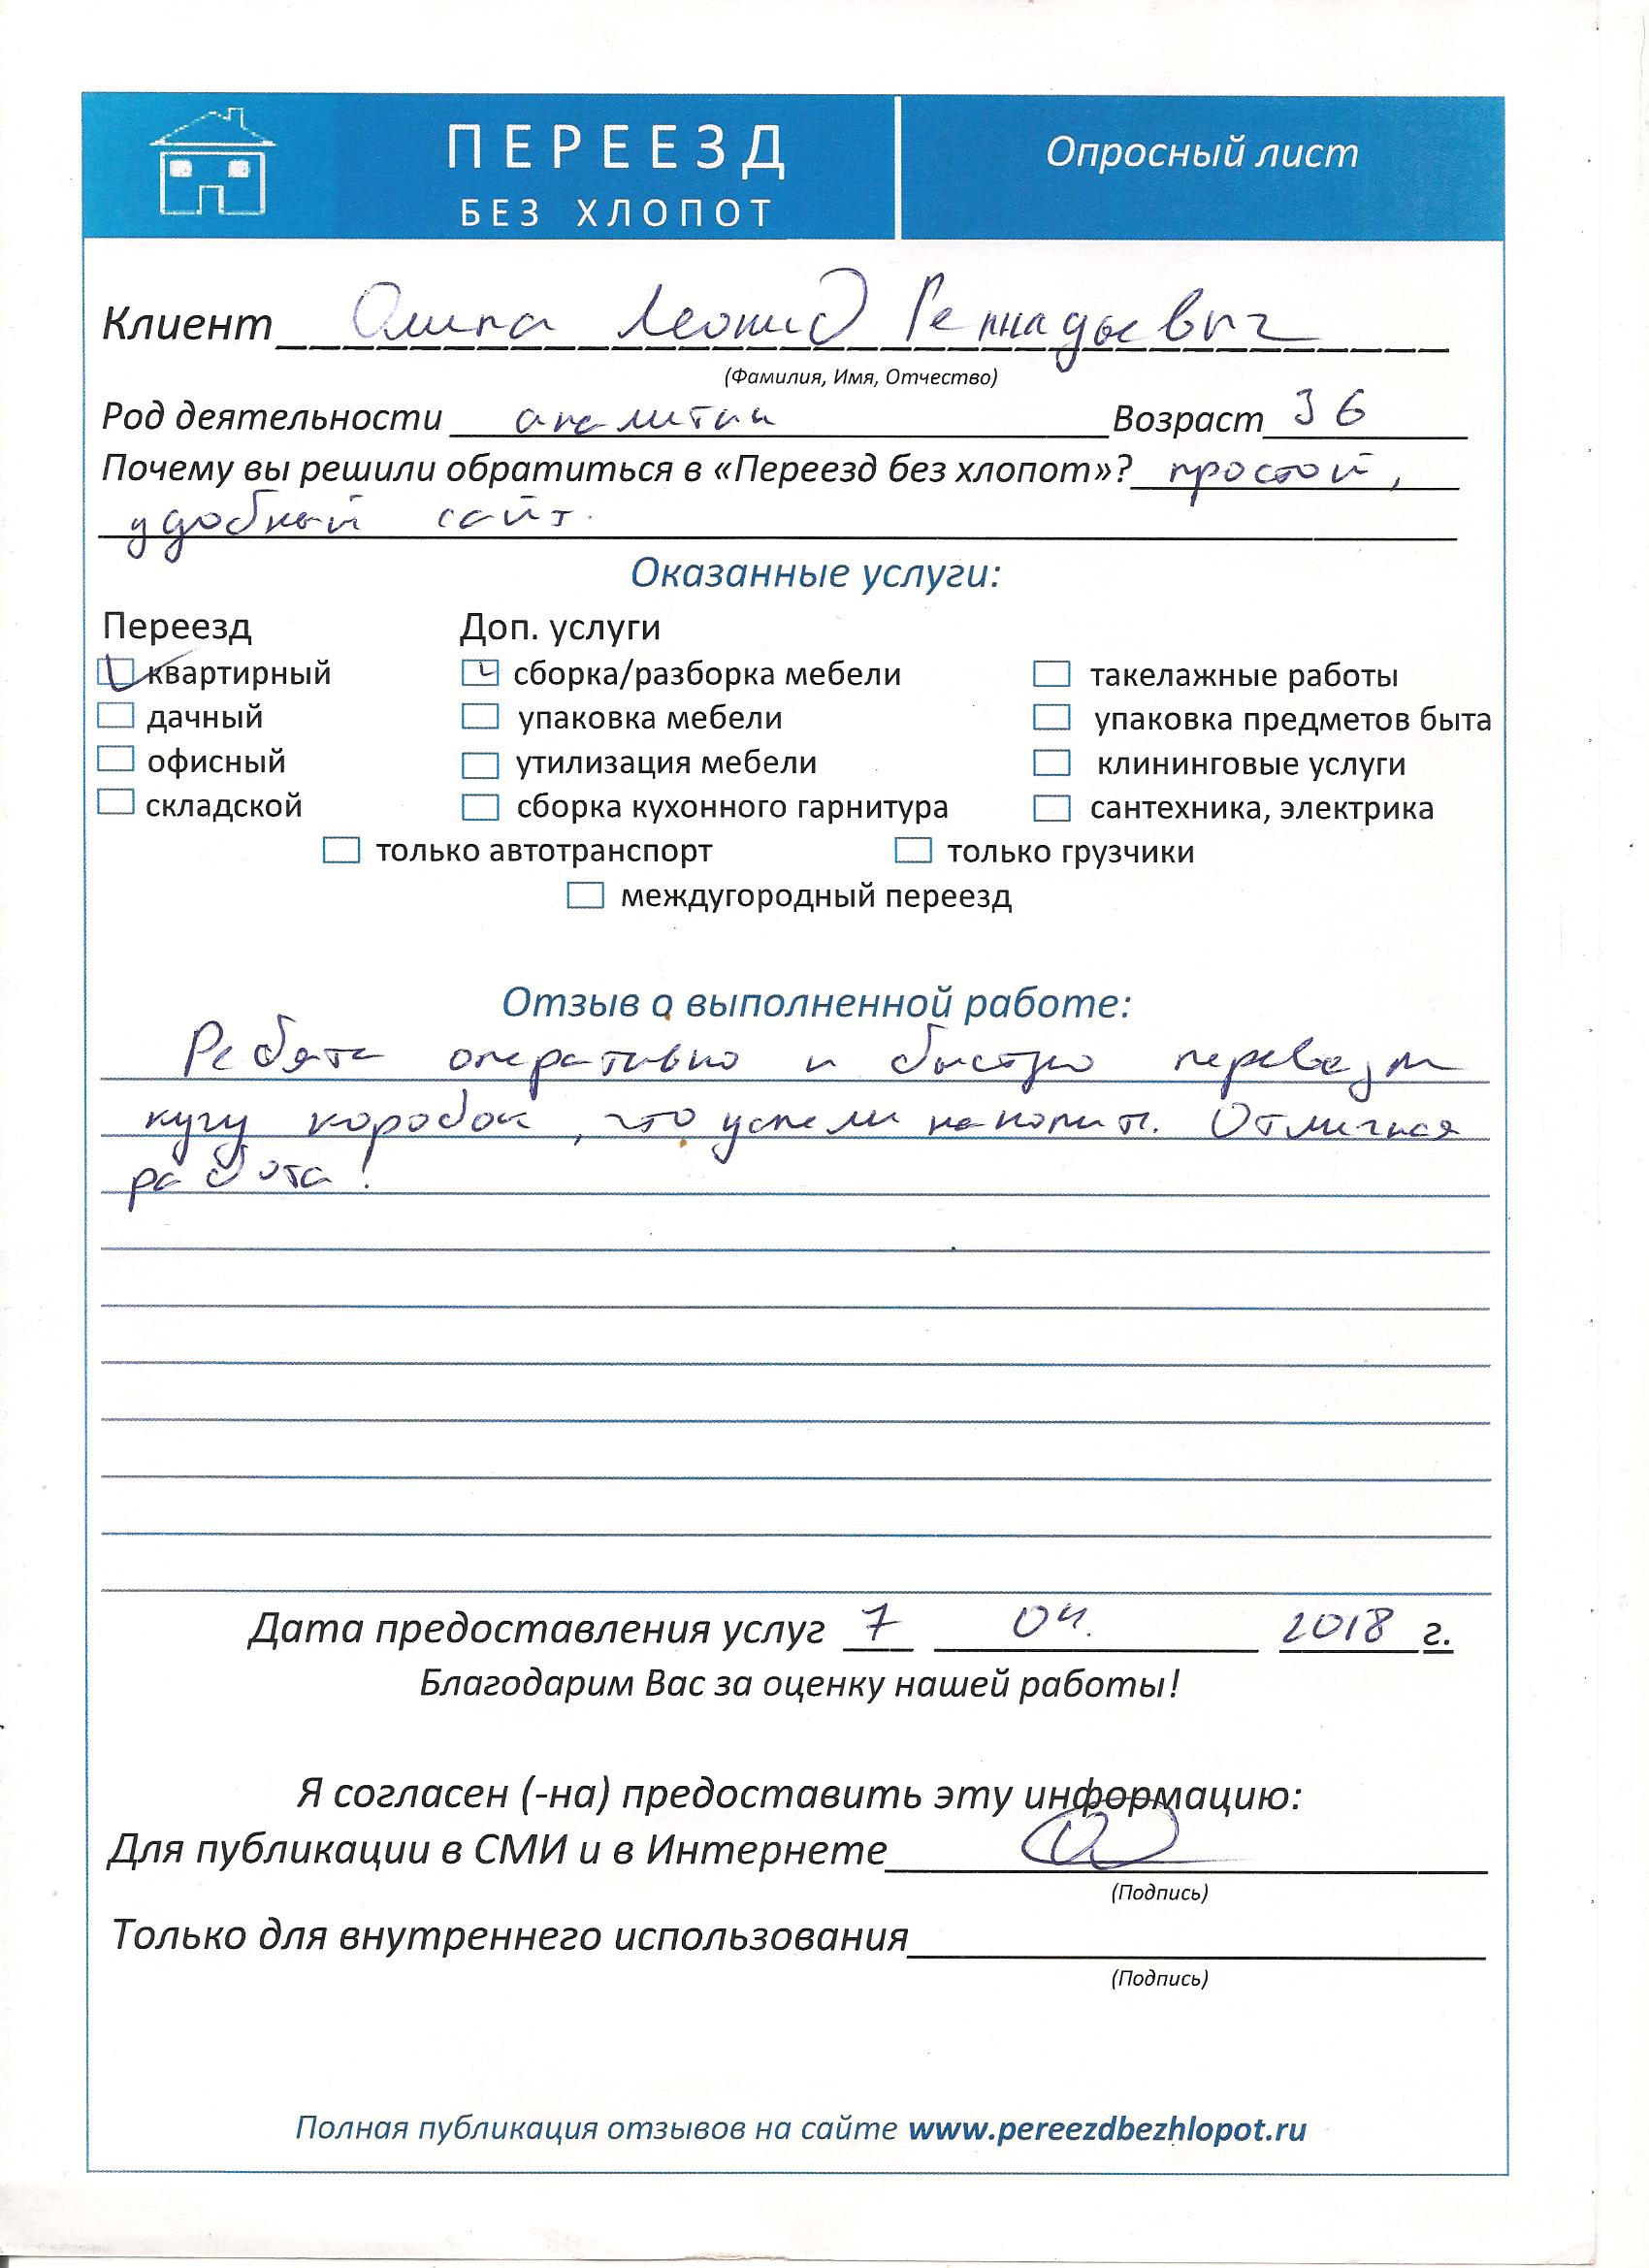 ПЕРЕЕЗД
БЕЗ ХЛОПОТ
Опросный лист
Клиент Леонид Геннадьевич
(Фамилия, Имя, Отчество)
Род деятельности аналитик Возраст 36
Почему вы решили обратиться в «Переезд без хлопот»? простой,
удобный сайт.
Оказанные услуги:
Переезд Доп. услуги
квартирный сборка/разборка мебели такелажные работы
дачный упаковка мебели упаковка предметов быта
офисный утилизация мебели клининговые услуги
складской сборка кухонного гарнитура сантехника, электрика
только автотранспорт только грузчики
междугородный переезд
Отзыв о выполненной работе:
Ребята оперативно и быстро перевезли
кучу коробок, что успели накопить. Отличная
работа!
Дата предоставления услуг 7 04. 2018 г.
Благодарим Вас за оценку нашей работы!
Я согласен (-на) предоставить эту информацию:
Для публикации в СМИ и в Интернете
(Подпись)
Только для внутреннего использования
(Подпись)
Полная публикация отзывов на сайте www.pereezdbezhlopot.ru